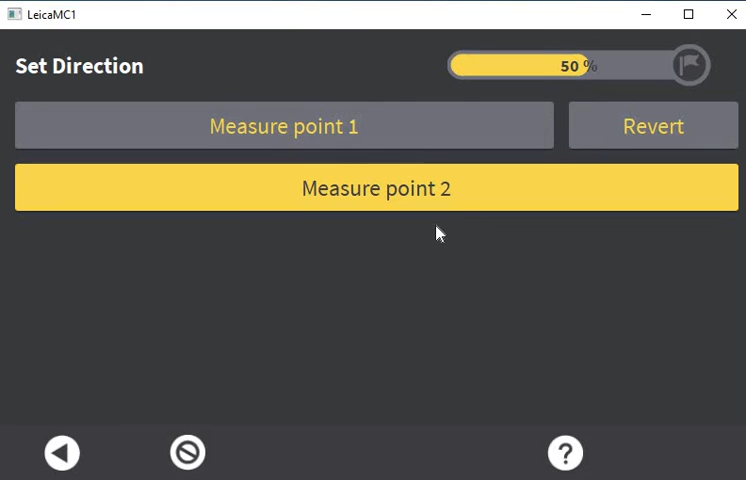 LeicaMC1
Set Direction
50 %
Measure point 1
Revert
Measure point 2
?